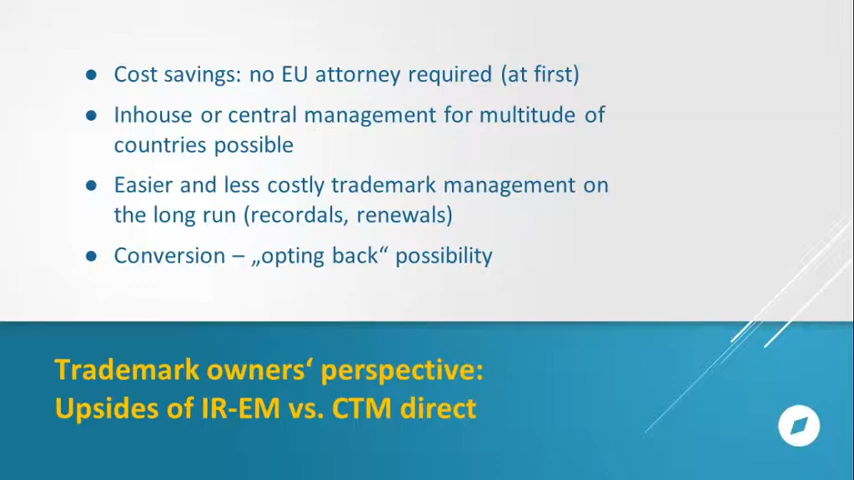 ● Cost savings: no EU attorney required (at first)
● Inhouse or central management for multitude of
countries possible
● Easier and less costly trademark management on
the long run (recordals, renewals)
● Conversion – „opting back“ possibility
Trademark owners‘ perspective:
Upsides of IR-EM vs. CTM direct